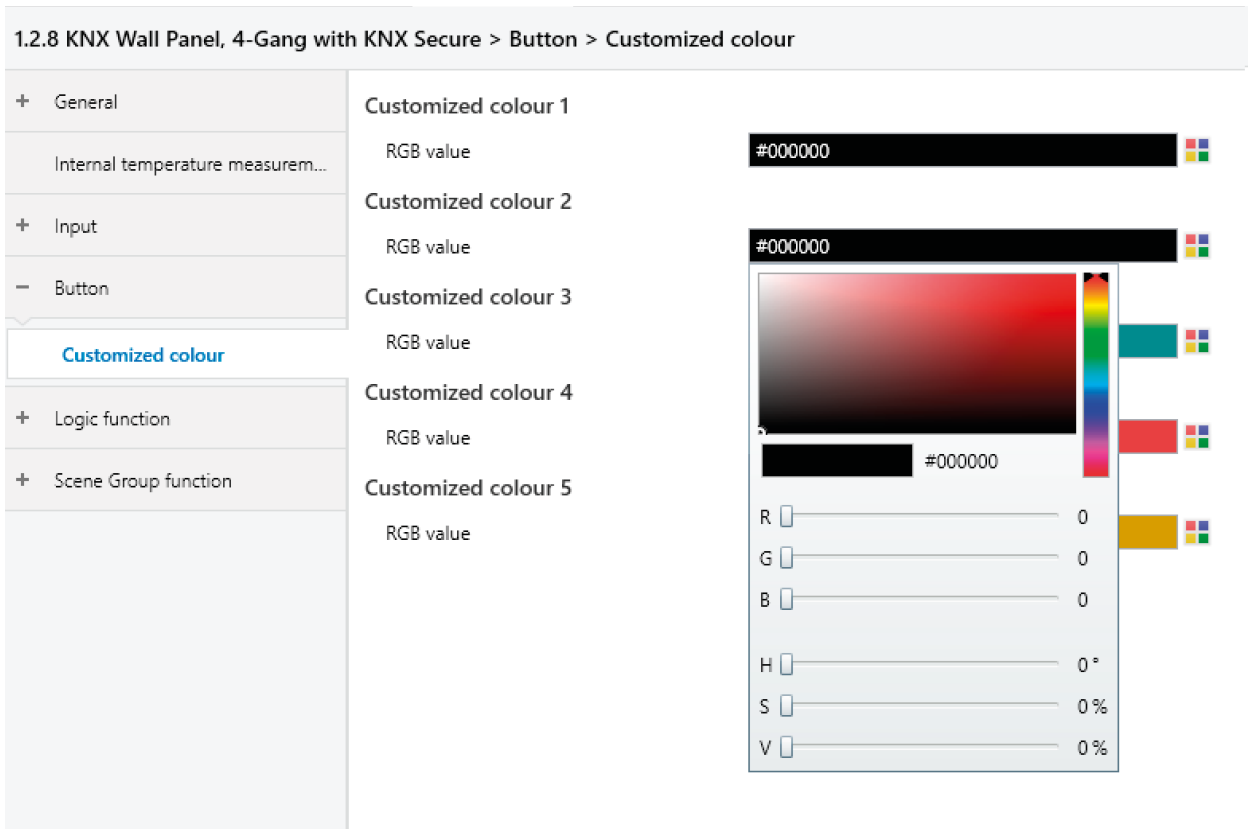 1.2.8 KNX Wall Panel, 4-Gang with KNX Secure > Button > Customized colour
+ General
Internal temperature measurem...
+ Input
− Button
Customized colour
+ Logic function
+ Scene Group function
Customized colour 1
RGB value #000000
Customized colour 2
RGB value #000000
Customized colour 3
RGB value
Customized colour 4
RGB value
Customized colour 5
RGB value
#000000
R 0
G 0
B 0
H 0°
S 0%
V 0%